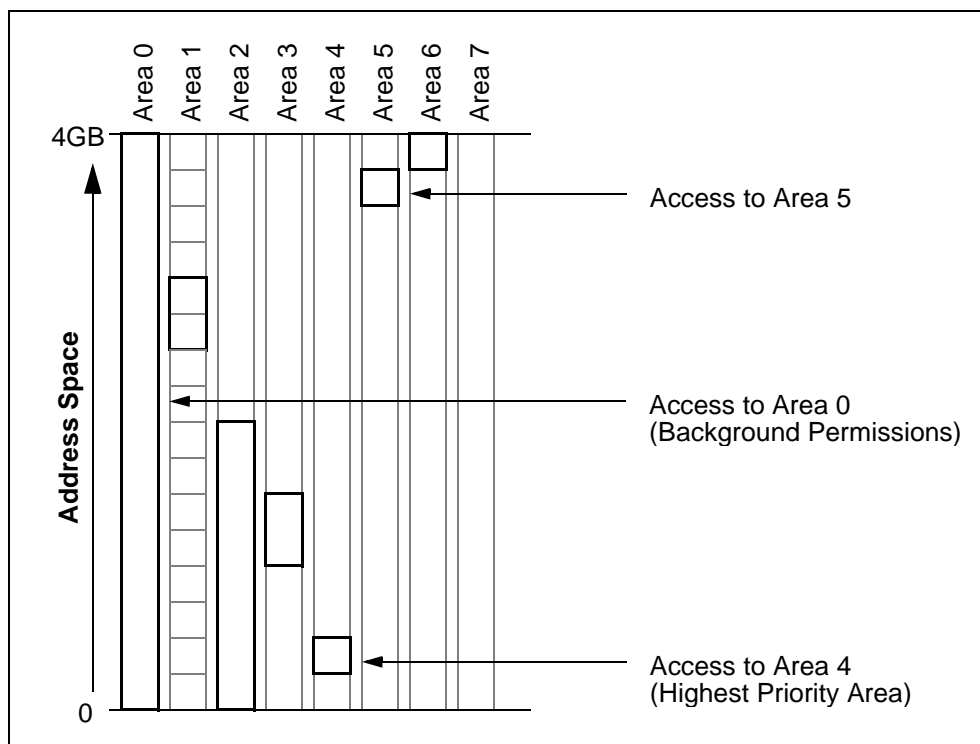 Area 0
Area 1
Area 2
Area 3
Area 4
Area 5
Area 6
Area 7
4GB
Access to Area 5
Address Space
Access to Area 0
(Background Permissions)
Access to Area 4
(Highest Priority Area)
0